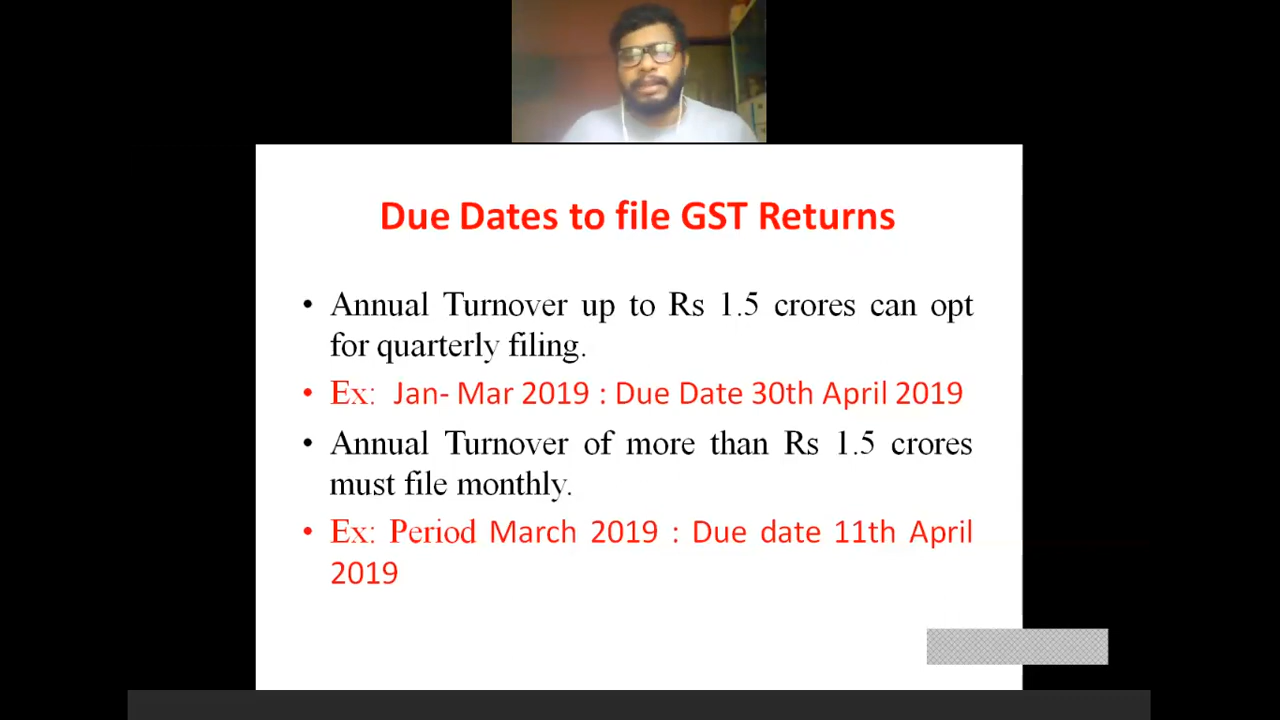 Due Dates to file GST Returns
• Annual Turnover up to Rs 1.5 crores can opt
for quarterly filing.
• Ex: Jan- Mar 2019 : Due Date 30th April 2019
• Annual Turnover of more than Rs 1.5 crores
must file monthly.
• Ex: Period March 2019 : Due date 11th April
2019